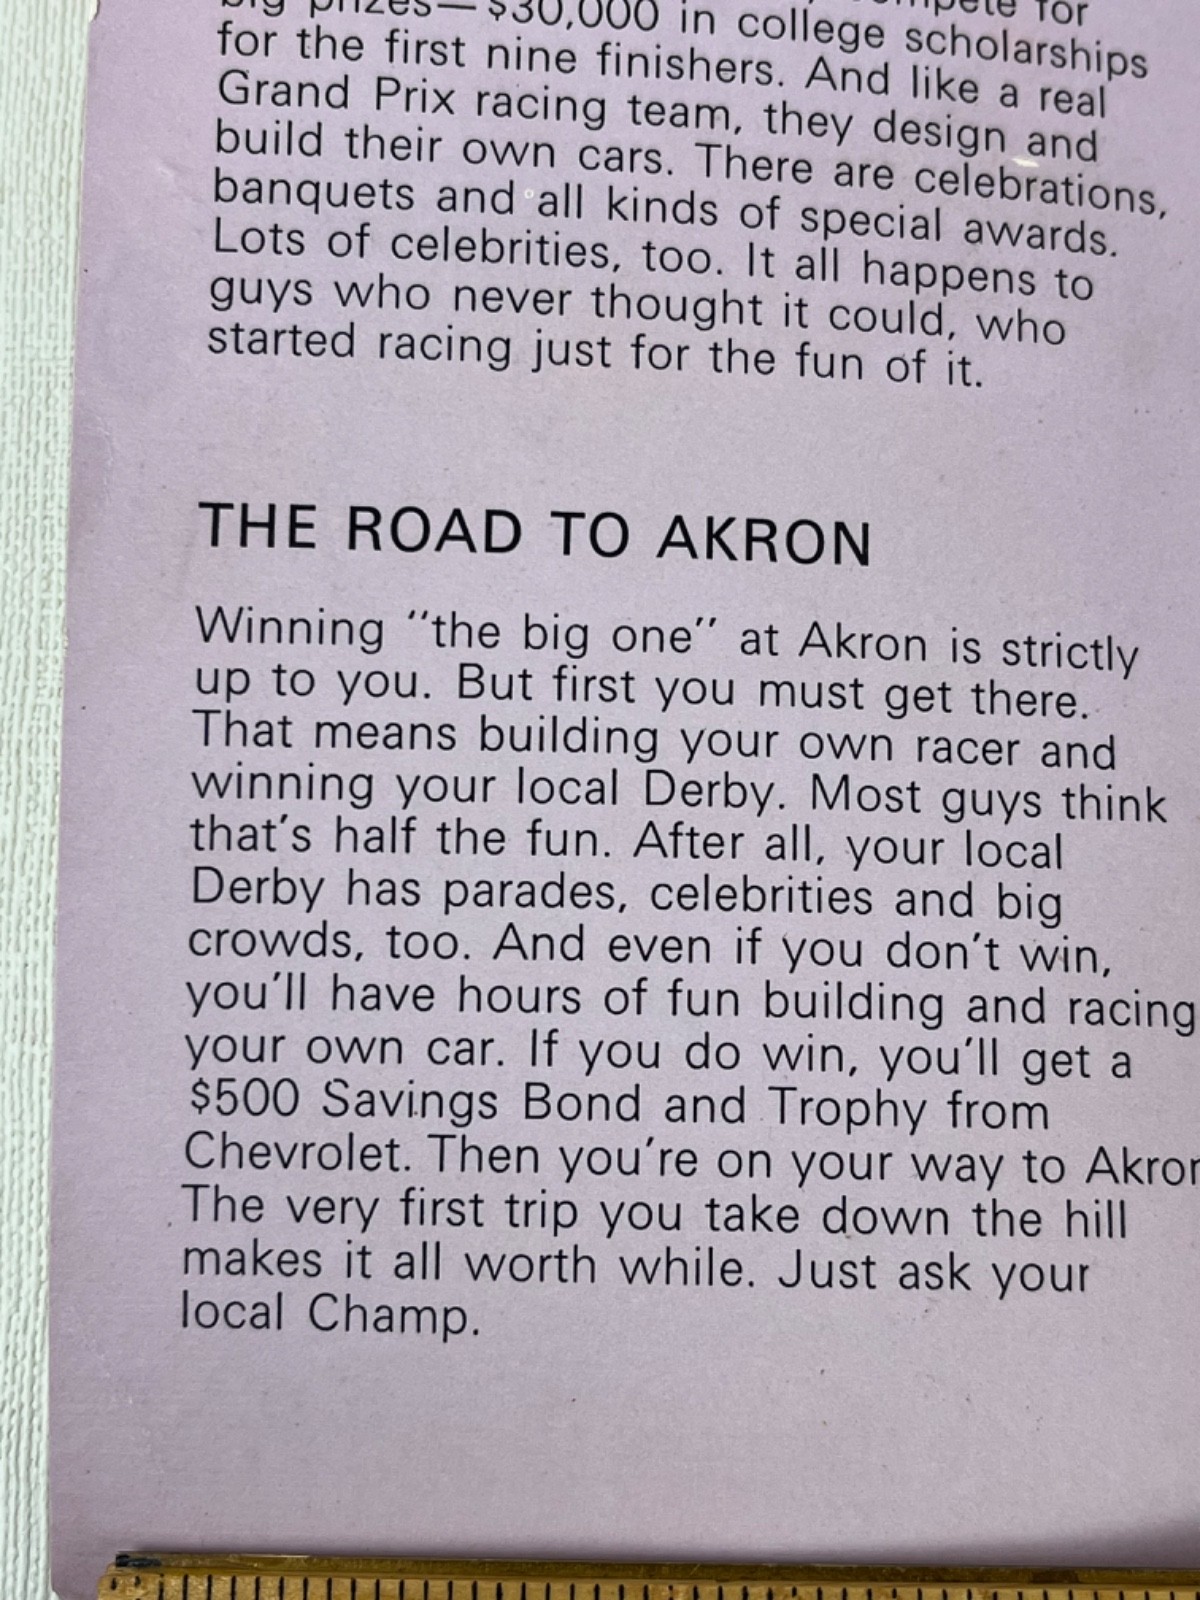 big prizes—$30,000 in college scholarships
for the first nine finishers. And like a real
Grand Prix racing team, they design and
build their own cars. There are celebrations,
banquets and all kinds of special awards.
Lots of celebrities, too. It all happens to
guys who never thought it could, who
started racing just for the fun of it.
THE ROAD TO AKRON
Winning "the big one" at Akron is strictly
up to you. But first you must get there.
That means building your own racer and
winning your local Derby. Most guys think
that's half the fun. After all, your local
Derby has parades, celebrities and big
crowds, too. And even if you don't win,
you'll have hours of fun building and racing
your own car. If you do win, you'll get a
$500 Savings Bond and Trophy from
Chevrolet. Then you're on your way to Akron
The very first trip you take down the hill
makes it all worth while. Just ask your
local Champ.